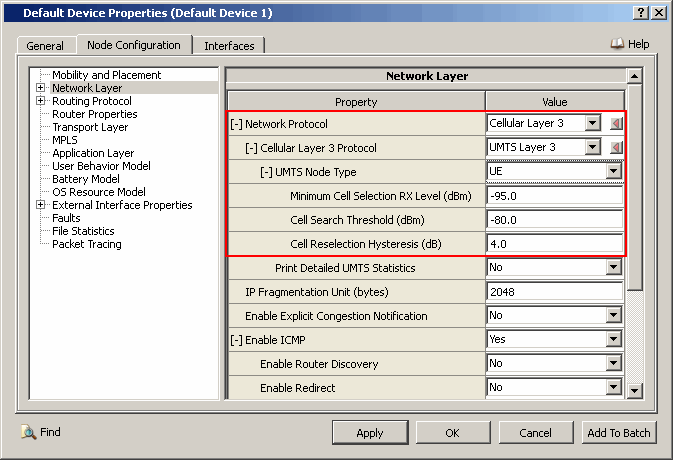 Default Device Properties (Default Device 1)
General Node Configuration Interfaces Help
Mobility and Placement
Network Layer
Routing Protocol
Router Properties
Transport Layer
MPLS
Application Layer
User Behavior Model
Battery Model
OS Resource Model
External Interface Properties
Faults
File Statistics
Packet Tracing
Network Layer
Property Value
[-] Network Protocol Cellular Layer 3
[-] Cellular Layer 3 Protocol UMTS Layer 3
[-] UMTS Node Type UE
Minimum Cell Selection RX Level (dBm) -95.0
Cell Search Threshold (dBm) -80.0
Cell Reselection Hysteresis (dB) 4.0
Print Detailed UMTS Statistics No
IP Fragmentation Unit (bytes) 2048
Enable Explicit Congestion Notification No
[-] Enable ICMP Yes
Enable Router Discovery No
Enable Redirect No
Find Apply OK Cancel Add To Batch